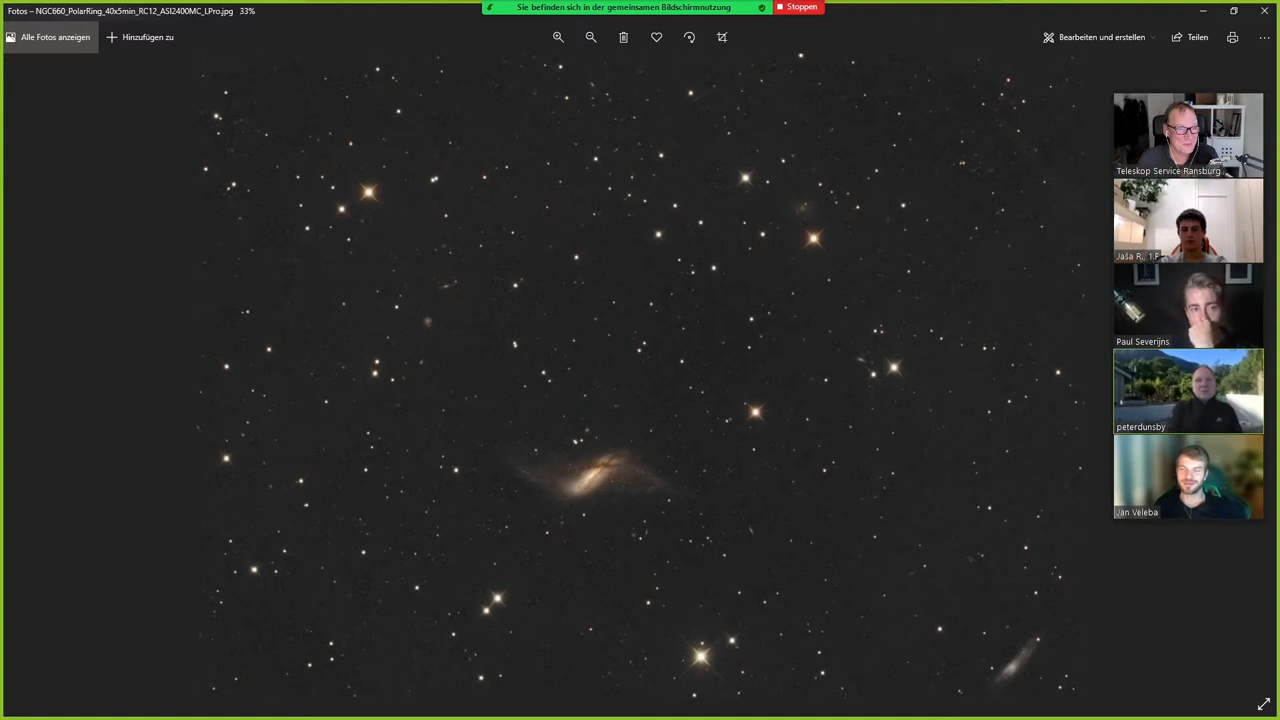 Fotos – NGC660_PolarRing_40x5min_RC12_ASI2400MC_LPro.jpg 33%
Sie befinden sich in der gemeinsamen Bildschirmnutzung
Stoppen
Alle Fotos anzeigen
Hinzufügen zu
Bearbeiten und erstellen
Teilen
Teleskop Service Ransburg
Jaša R., 1.F
Paul Severijns
peterdunsby
Jan Veleba